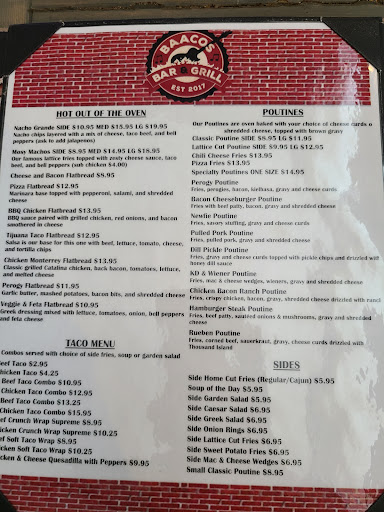 BAACOS
BAR & GRILL
EST 2017
HOT OUT OF THE OVEN
Nacho Grande SIDE $10.95 MED $15.95 LG $19.95
Nacho chips layered with a mix of cheese, taco beef, and bell
peppers (ask to add jalapeno)
Mossy Machos SIDE $8.95 MED $14.95 LG $18.95
Our famous lattice fries topped with zesty cheese sauce, taco
beef, and bell peppers (sub chicken $4.00)
Cheese and Bacon Flatbread $8.95
Pizza Flatbread $12.95
Marinara base topped with pepperoni, salami, and shredded
cheese
BBQ Chicken Flatbread $13.95
BBQ sauce paired with grilled chicken, red onions, and bacon
smothered in cheese
Tijuana Taco Flatbread $12.95
Salsa is our base for this one with beef, lettuce, tomato, cheese,
and tortilla chips
Chicken Monterrey Flatbread $13.95
Classic grilled Catalina chicken, back bacon, tomatoes, lettuce,
and melted cheese
Perogy Flatbread $11.95
Garlic butter, mashed potatoes, bacon bits, and shredded cheese
Veggie & Feta Flatbread $10.95
Greek dressing mixed with lettuce, tomatoes, onion, bell peppers
and feta cheese
TACO MENU
Combos served with choice of side fries, soup or garden salad
Beef Taco $2.95
Chicken Taco $4.25
Beef Taco Combo $10.95
Chicken Taco Combo $12.95
Beef Taco Combo $13.25
Chicken Taco Combo $15.95
Beef Crunch Wrap Supreme $8.95
Chicken Crunch Wrap Supreme $10.25
Beef Soft Taco Wrap $8.95
Chicken Soft Taco Wrap $10.25
Chicken & Cheese Quesadilla with Peppers $9.95
POUTINES
Our Poutines are oven baked with your choice of cheese curds o
shredded cheese, topped with brown gravy
Classic Poutine SIDE $8.95 LG $11.95
Lattice Cut Poutine SIDE $9.95 LG $12.95
Chili Cheese Fries $13.95
Pizza Fries $13.95
Specialty Poutines ONE SIZE $14.95
Perogy Poutine
Fries, perogies, bacon, kielbasa, gravy and cheese curds
Bacon Cheeseburger Poutine
Fries with beef patty, bacon, gravy and shredded cheese
Newfie Poutine
Fries, savory stuffing, gravy and cheese curds
Pulled Pork Poutine
Fries, pulled pork, gravy and shredded cheese
Dill Pickle Poutine
Fries, gravy and cheese curds topped with pickle chips and drizzled with
honey dill sauce
KD & Wiener Poutine
Fries, mac & cheese wedges, wieners, gravy and shredded cheese
Chicken Bacon Ranch Poutine
Fries, crispy chicken, bacon, gravy, shredded cheese drizzled with ranch
Hamburger Steak Poutine
Fries, beef patty, sauteed onions & mushrooms, gravy and shredded
cheese
Rueben Poutine
Fries, corned beef, sauerkraut, gravy, cheese curds drizzled with
Thousand Island
SIDES
Side Home Cut Fries (Regular/Cajun) $5.95
Soup of the Day $5.95
Side Garden Salad $5.95
Side Caesar Salad $6.95
Side Greek Salad $6.95
Side Onion Rings $6.95
Side Lattice Cut Fries $6.95
Side Sweet Potato Fries $6.95
Side Mac & Cheese Wedges $6.95
Small Classic Poutine $8.95